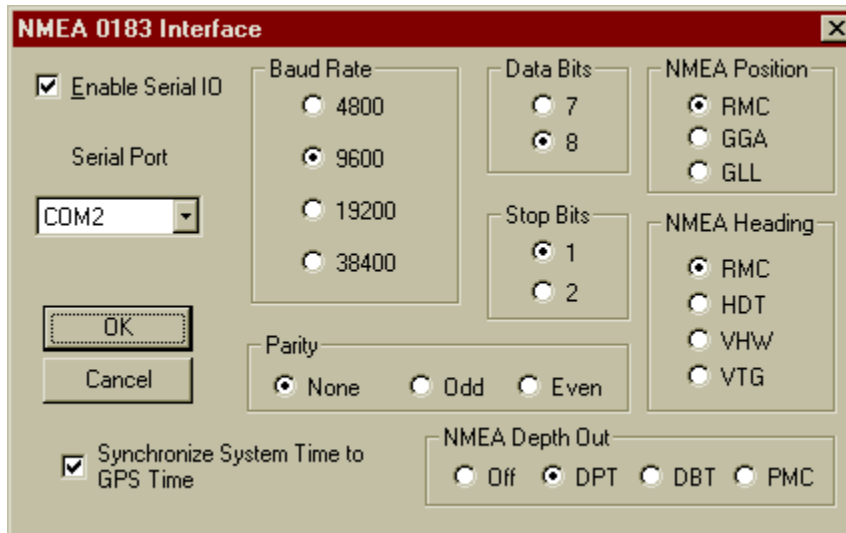 NMEA 0183 Interface
Enable Serial IO
Serial Port
COM2
OK
Cancel
Synchronize System Time to
GPS Time
Baud Rate
4800
9600
19200
38400
Data Bits
7
8
Stop Bits
1
2
Parity
None Odd Even
NMEA Position
RMC
GGA
GLL
NMEA Heading
RMC
HDT
VHW
VTG
NMEA Depth Out
Off DPT DBT PMC